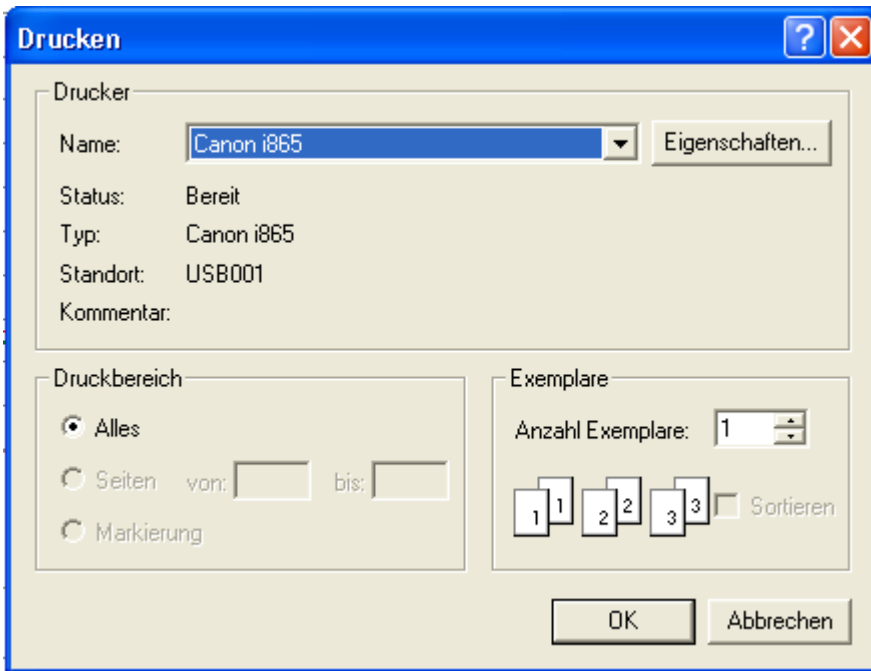 Drucken
Drucker
Name: Canon i865 Eigenschaften...
Status: Bereit
Typ: Canon i865
Standort: USB001
Kommentar:
Druckbereich
Alles
Seiten von: bis:
Markierung
Exemplare
Anzahl Exemplare: 1
1 1 2 2 3 3 Sortieren
OK Abbrechen